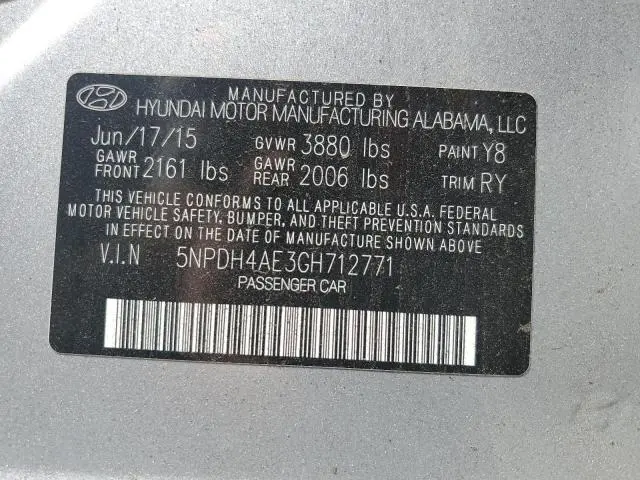 MANUFACTURED BY
HYUNDAI MOTOR MANUFACTURING ALABAMA, LLC
Jun/17/15 GVWR 3880 lbs PAINT Y8
GAWR FRONT 2161 lbs GAWR REAR 2006 lbs TRIM RY
THIS VEHICLE CONFORMS TO ALL APPLICABLE U.S.A. FEDERAL
MOTOR VEHICLE SAFETY, BUMPER, AND THEFT PREVENTION STANDARDS
IN EFFECT ON THE DATE OF MANUFACTURE SHOWN ABOVE.
V.I.N 5NPDH4AE3GH712771
PASSENGER CAR